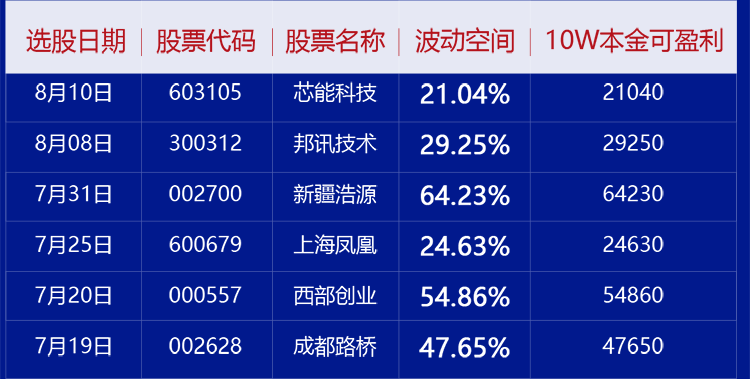 选股日期 股票代码 股票名称 波动空间 10W本金可盈利
8月10日 603105 芯能科技 21.04% 21040
8月08日 300312 邦讯技术 29.25% 29250
7月31日 002700 新疆浩源 64.23% 64230
7月25日 600679 上海凤凰 24.63% 24630
7月20日 000557 西部创业 54.86% 54860
7月19日 002628 成都路桥 47.65% 47650